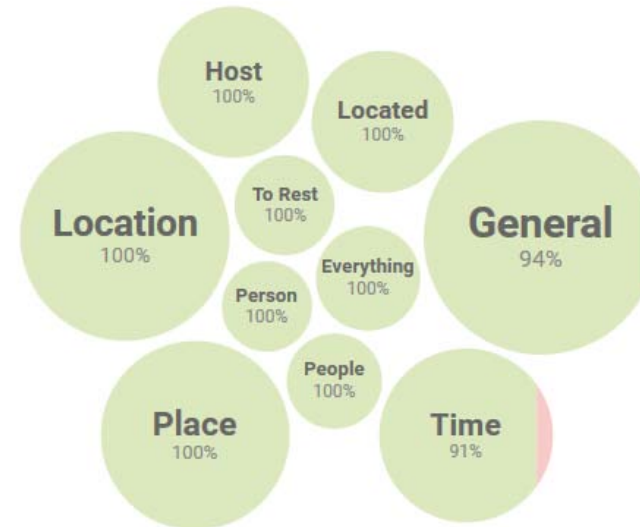 Host
100%
Located
100%
To Rest
100%
Location
100%
General
94%
Everything
100%
Person
100%
People
100%
Place
100%
Time
91%